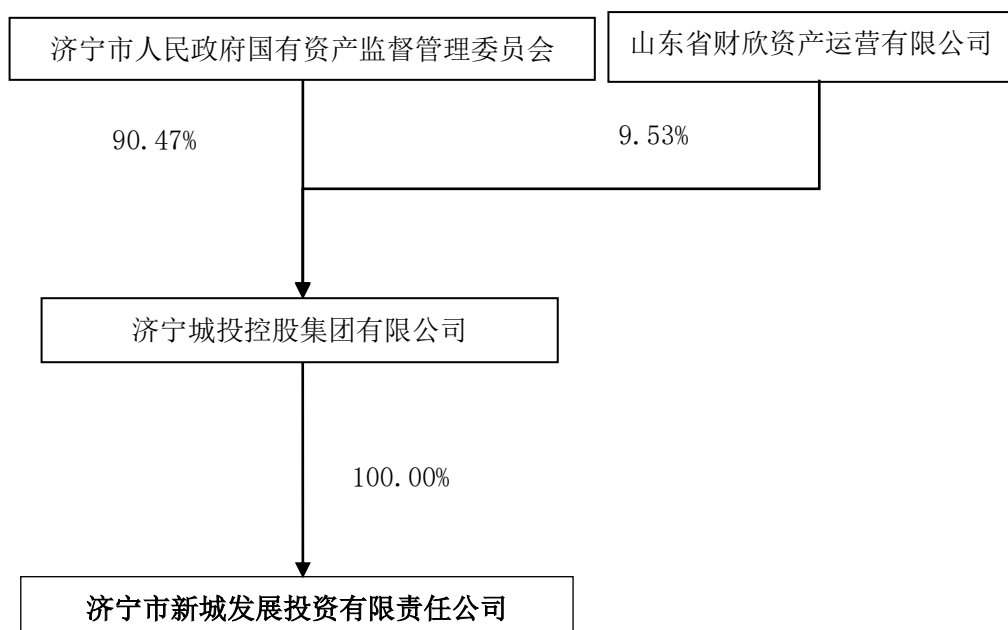 济宁市人民政府国有资产监督管理委员会
山东省财欣资产运营有限公司
90.47%
9.53%
济宁城投控股集团有限公司
100.00%
济宁市新城发展投资有限责任公司